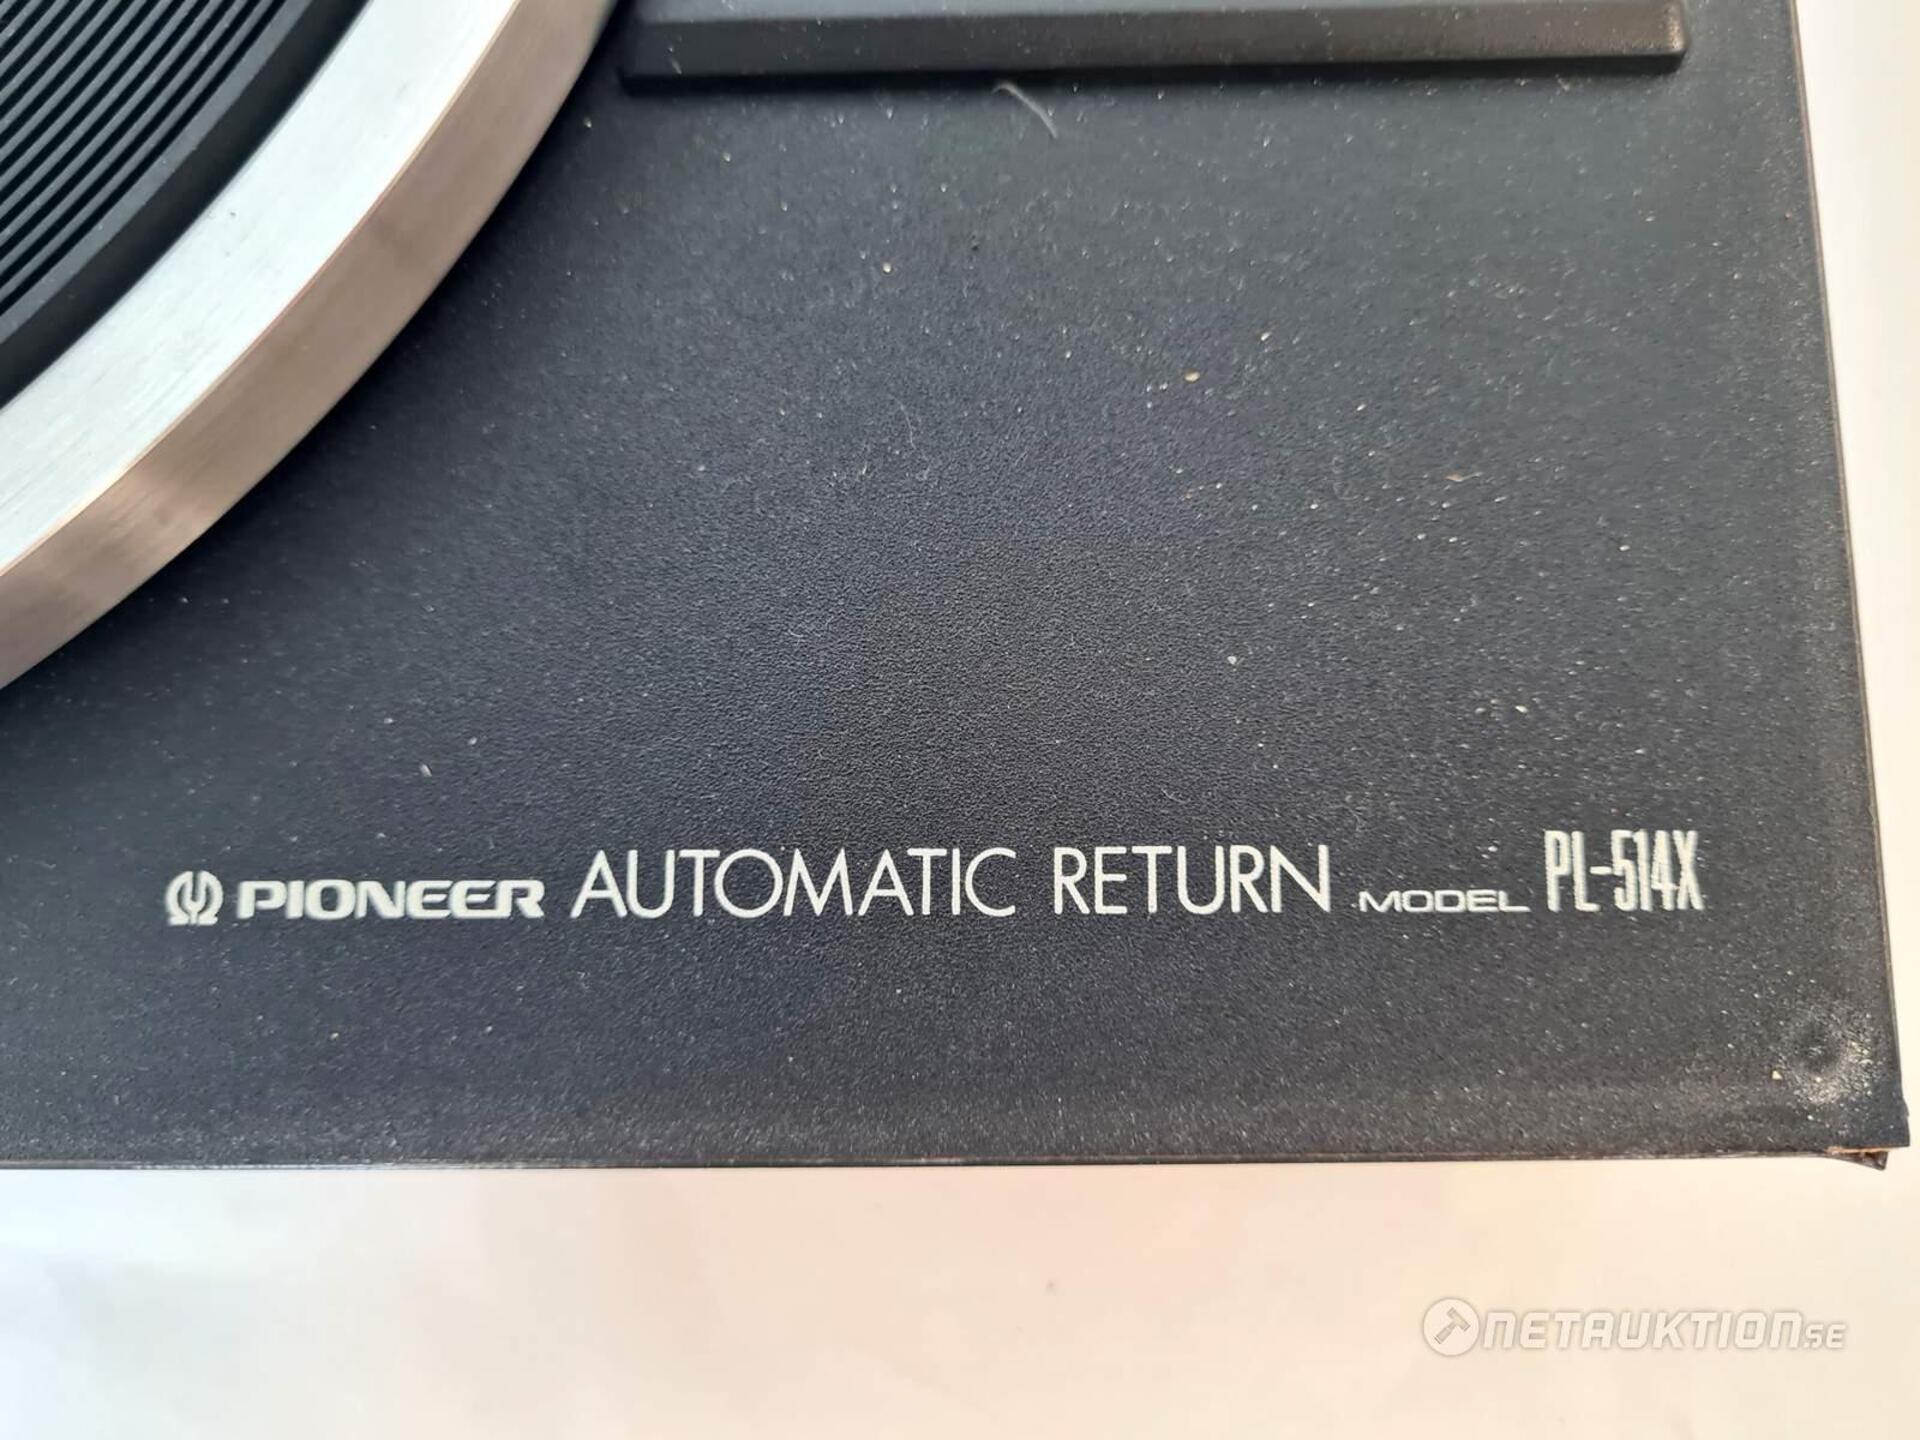 PIONEER AUTOMATIC RETURN MODEL PL-514X
NETAUKTION.SE